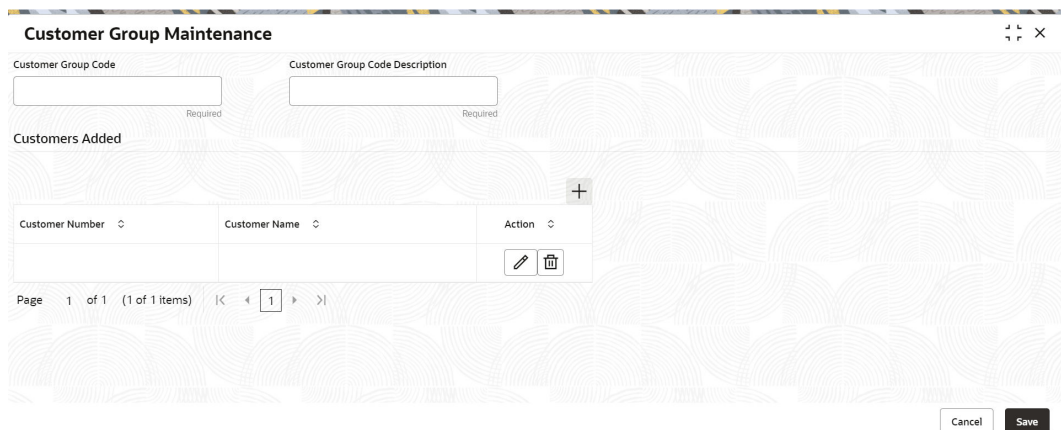 Customer Group Maintenance
Customer Group Code Customer Group Code Description
Required Required
Customers Added
Customer Number Customer Name Action
Page 1 of 1 (1 of 1 items) 1
Cancel Save